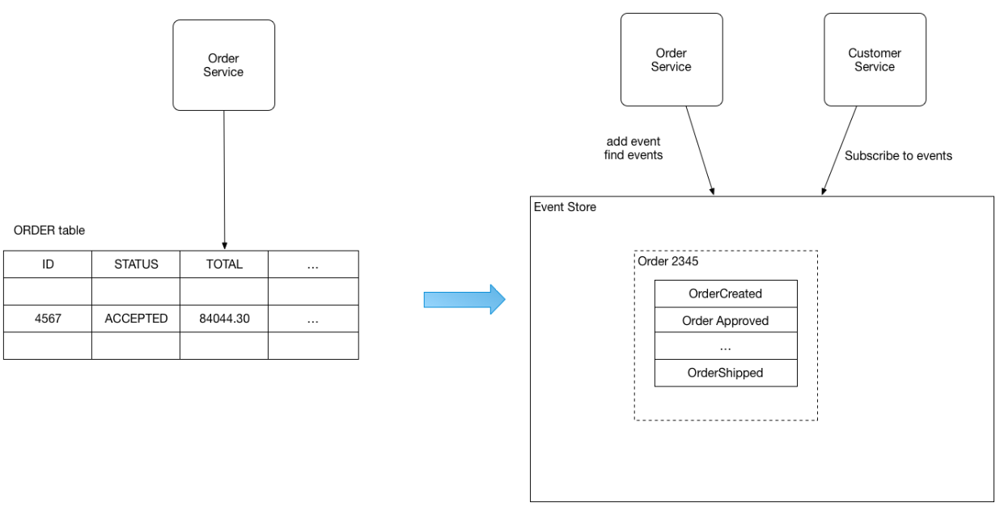 Order
Service
ORDER table
ID STATUS TOTAL ...
4567 ACCEPTED 84044.30 ...
Order
Service
Customer
Service
add event
find events
Subscribe to events
Event Store
Order 2345
OrderCreated
Order Approved
...
OrderShipped